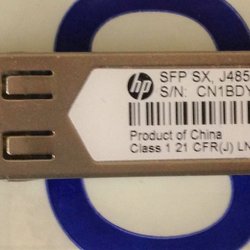 hp
SFP SX, J485
S/N: CN1BDY
Product of China
Class 1 21 CFR(J) LN